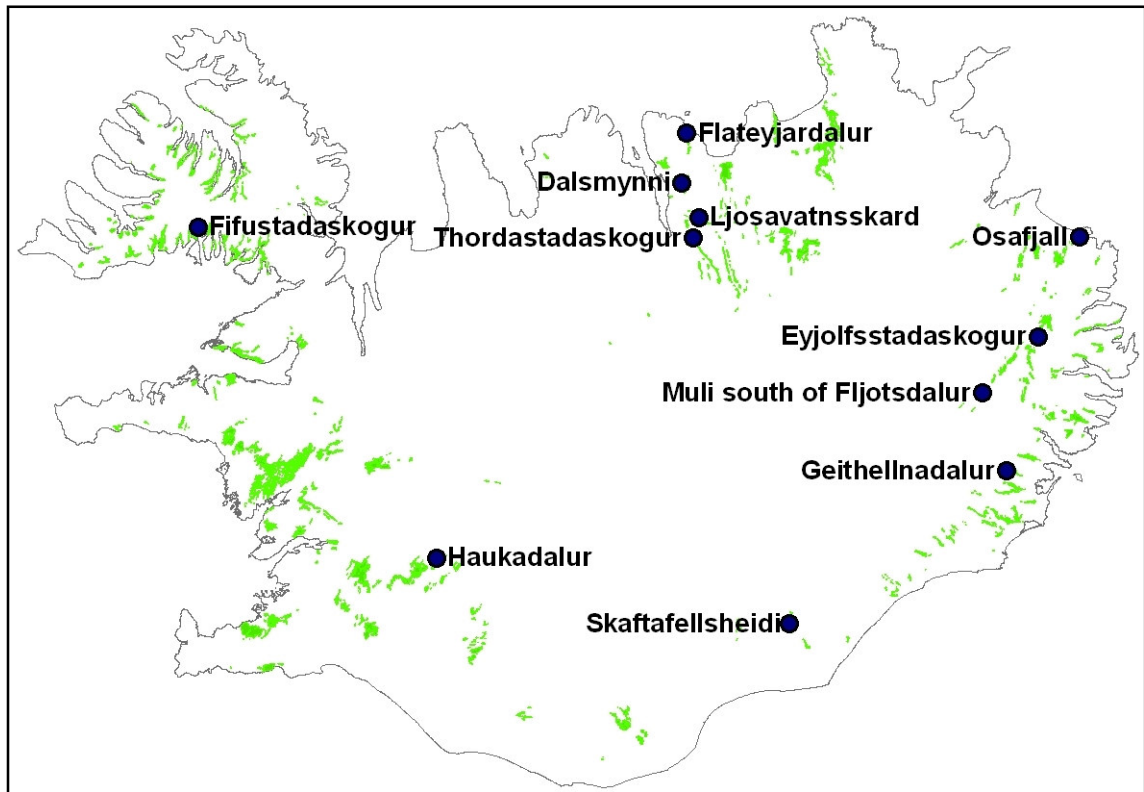 Flateyjardalur
Dalsmynni
Ljosavatnsskard
Fifustadaskogur
Thordastadaskogur
Osafjall
Eyjolfsstadaskogur
Muli south of Fljotsdalur
Geithellnadalur
Haukadalur
Skaftafellsheidi